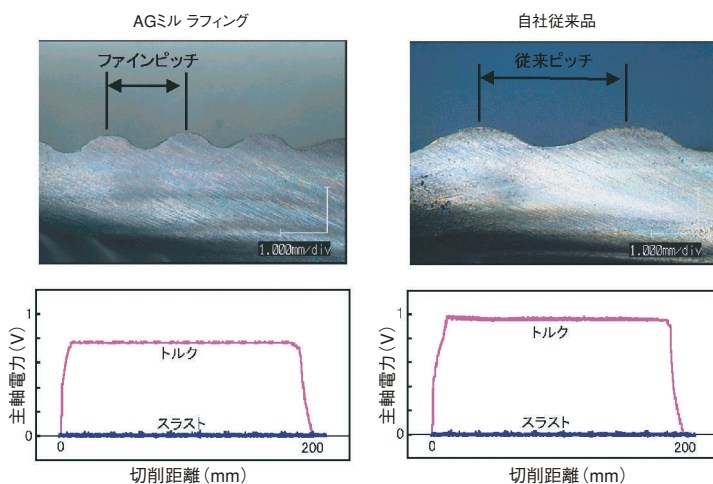 AGミル ラフィング
ファインピッチ
1.000mm/div
自社従来品
従来ピッチ
1.000mm/div
主軸電力(V)
1
0
トルク
スラスト
0
200
切削距離(mm)
主軸電力(V)
1
0
トルク
スラスト
0
200
切削距離(mm)